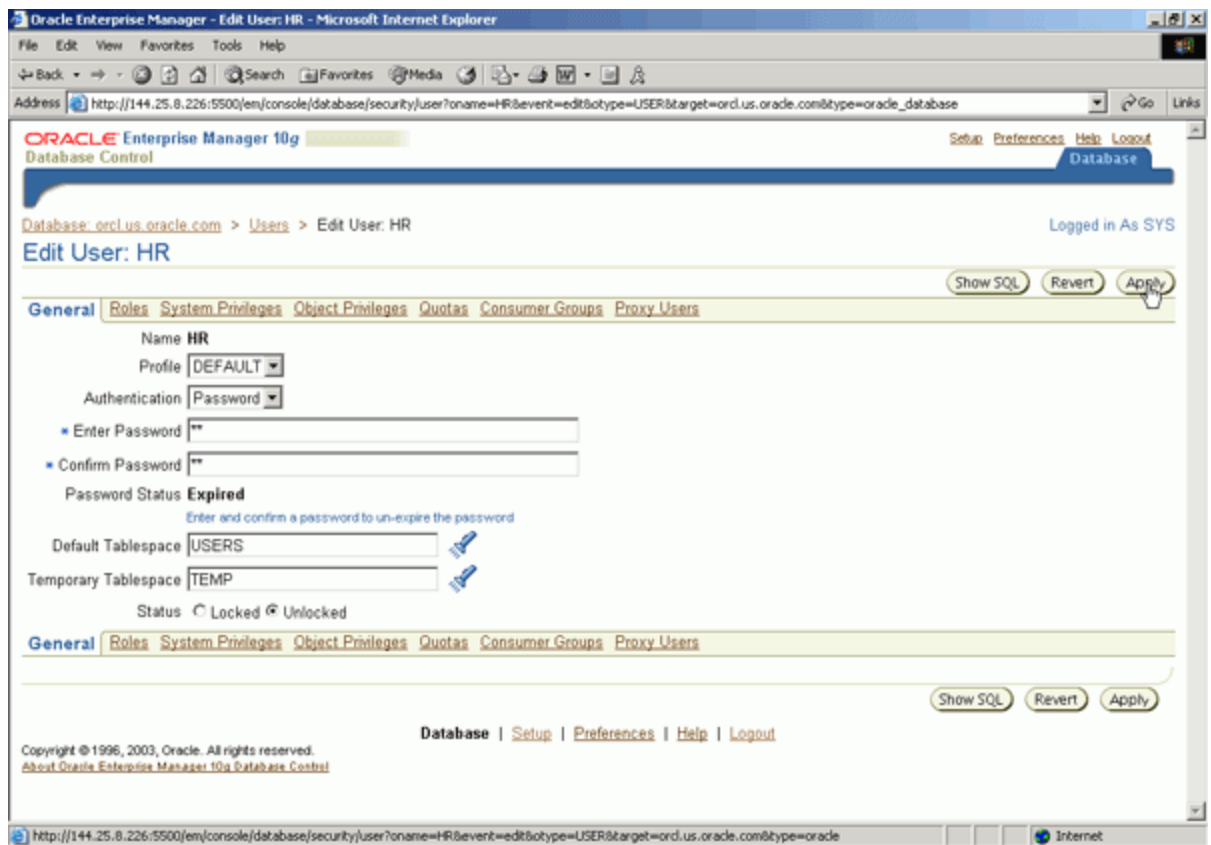 Oracle Enterprise Manager - Edit User: HR - Microsoft Internet Explorer
File Edit View Favorites Tools Help
Back Search Favorites Media
Address http://144.25.8.226:5500/em/console/database/security/user?oname=HR&event=edit&otype=USER&target=orcl.us.oracle.com&type=oracle_database Go Links
ORACLE Enterprise Manager 10g
Database Control
Setup Preferences Help Logout
Database
Database: orcl.us.oracle.com > Users > Edit User: HR
Logged in As SYS
Edit User: HR
Show SQL Revert Apply
General Roles System Privileges Object Privileges Quotas Consumer Groups Proxy Users
Name HR
Profile DEFAULT
Authentication Password
* Enter Password **
* Confirm Password **
Password Status Expired
Enter and confirm a password to un-expire the password
Default Tablespace USERS
Temporary Tablespace TEMP
Status Locked Unlocked
General Roles System Privileges Object Privileges Quotas Consumer Groups Proxy Users
Show SQL Revert Apply
Database | Setup | Preferences | Help | Logout
Copyright © 1996, 2003, Oracle. All rights reserved.
About Oracle Enterprise Manager 10g Database Control
http://144.25.8.226:5500/em/console/database/security/user?oname=HR&event=edit&otype=USER&target=orcl.us.oracle.com&type=oracle Internet